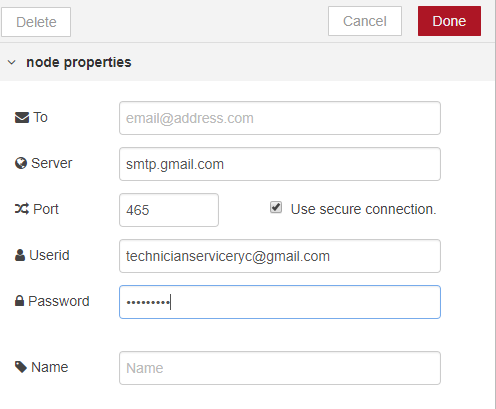 Delete Cancel Done
node properties
To email@address.com
Server smtp.gmail.com
Port 465 Use secure connection.
Userid technicianserviceryc@gmail.com
Password •••••••••
Name Name